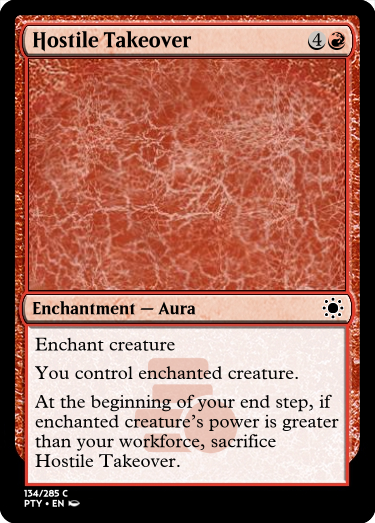 Hostile Takeover 4
Enchantment — Aura
Enchant creature
You control enchanted creature.
At the beginning of your end step, if
enchanted creature's power is greater
than your workforce, sacrifice
Hostile Takeover.
134/285 C
PTY • EN